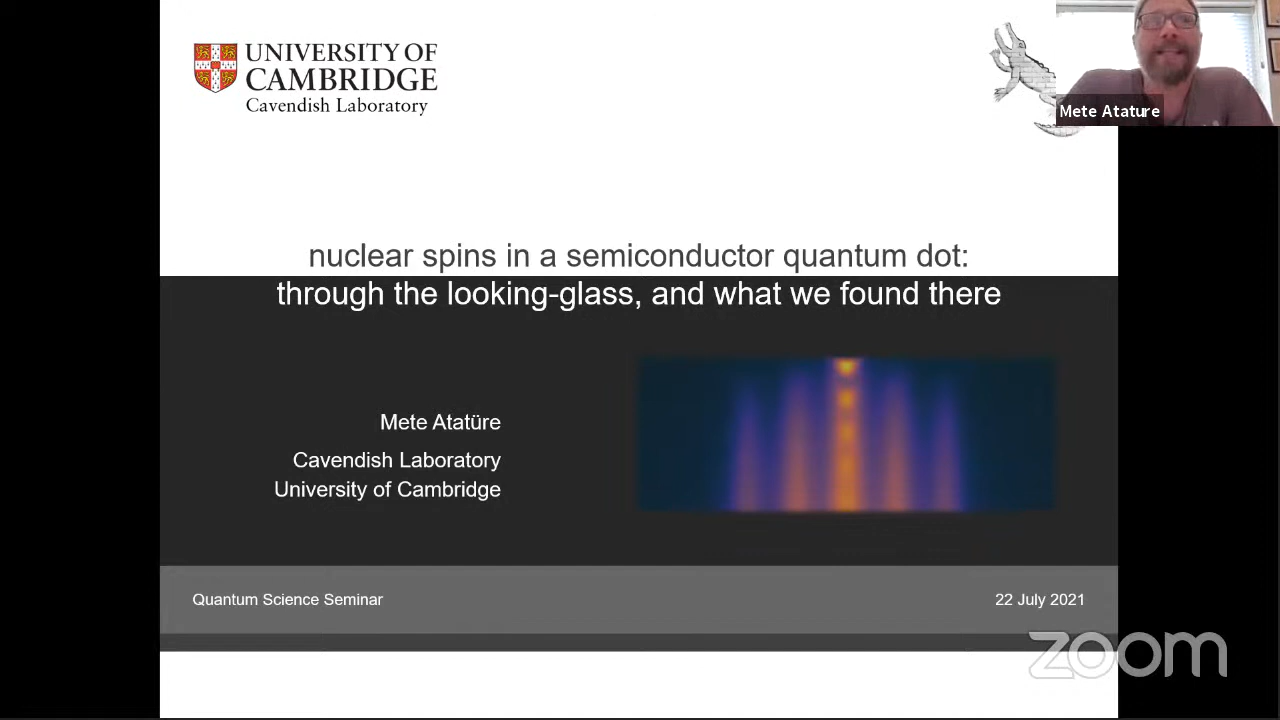 UNIVERSITY OF
CAMBRIDGE
Cavendish Laboratory
Mete Atature
nuclear spins in a semiconductor quantum dot:
through the looking-glass, and what we found there
Mete Atatüre
Cavendish Laboratory
University of Cambridge
Quantum Science Seminar
22 July 2021
zoom